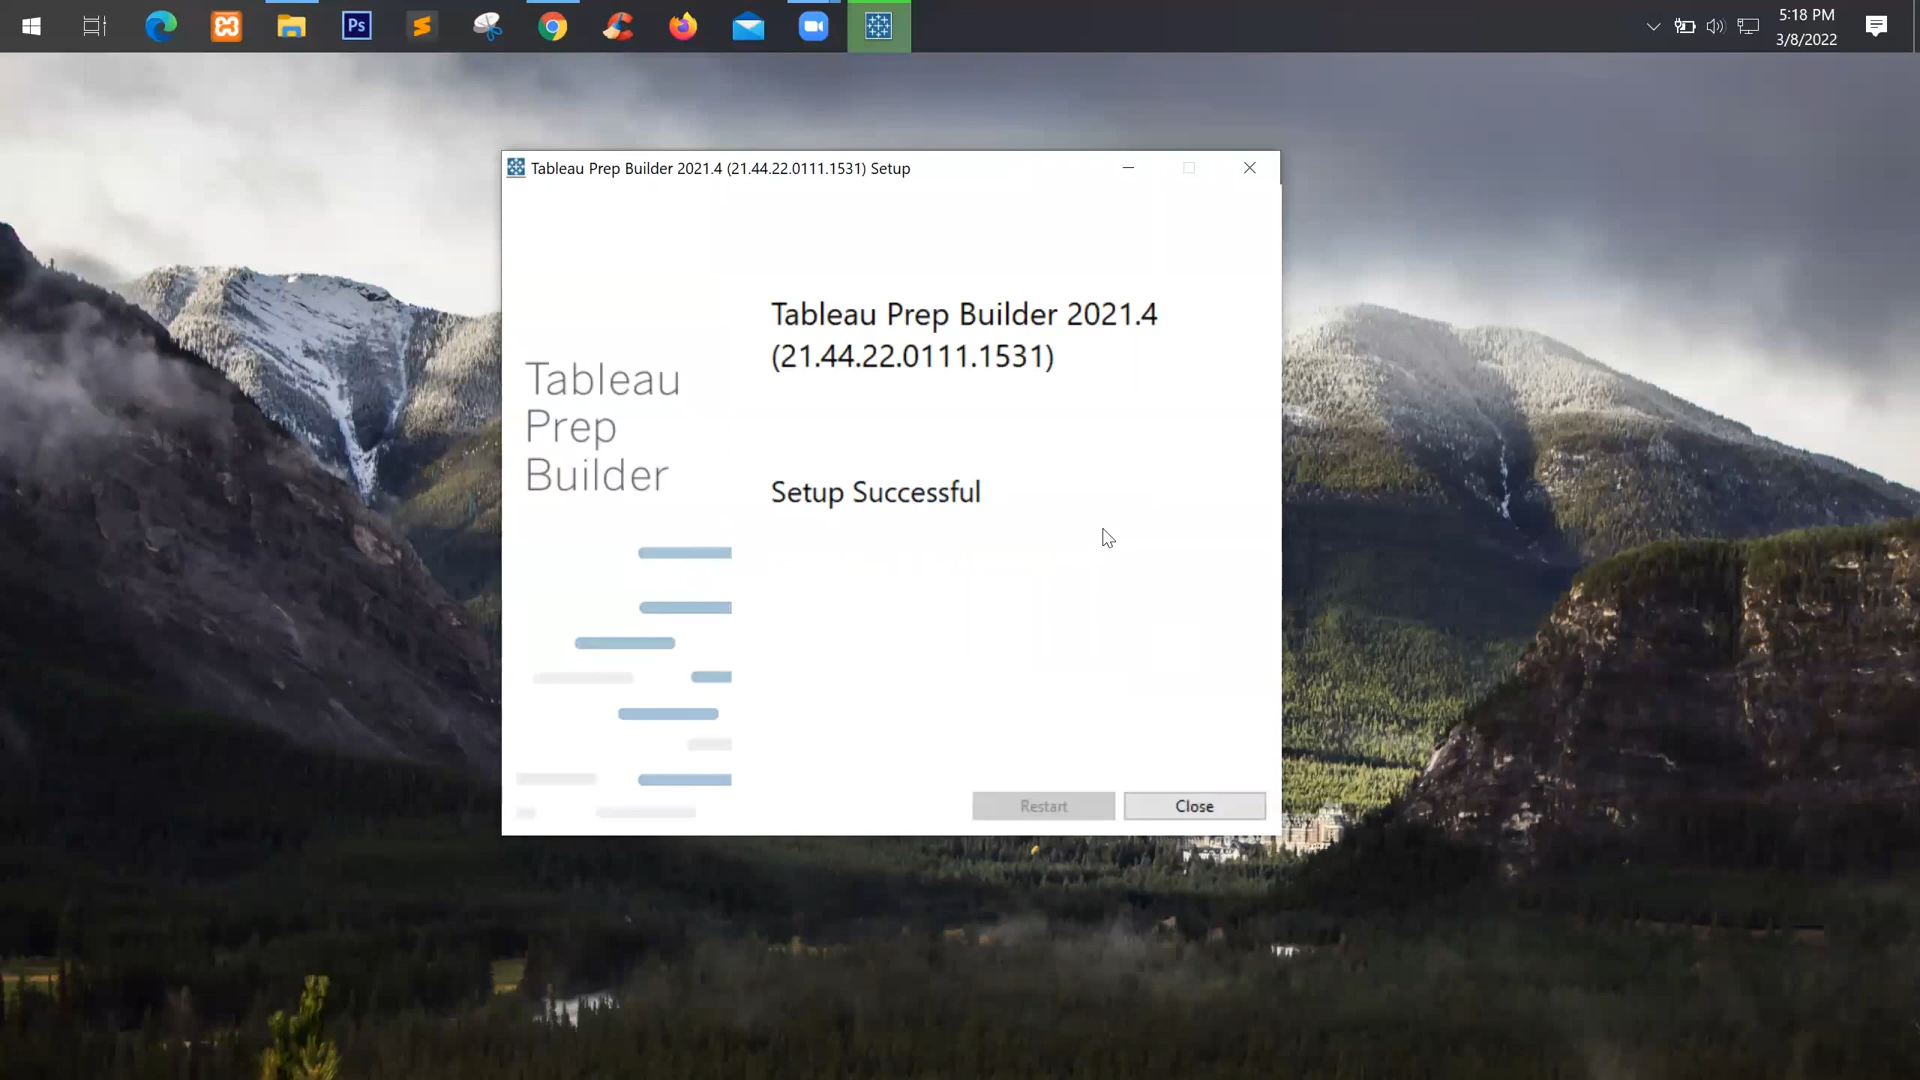 Ps
5:18 PM
3/8/2022
Tableau Prep Builder 2021.4 (21.44.22.0111.1531) Setup
Tableau Prep Builder 2021.4
(21.44.22.0111.1531)
Tableau
Prep
Builder
Setup Successful
Restart
Close